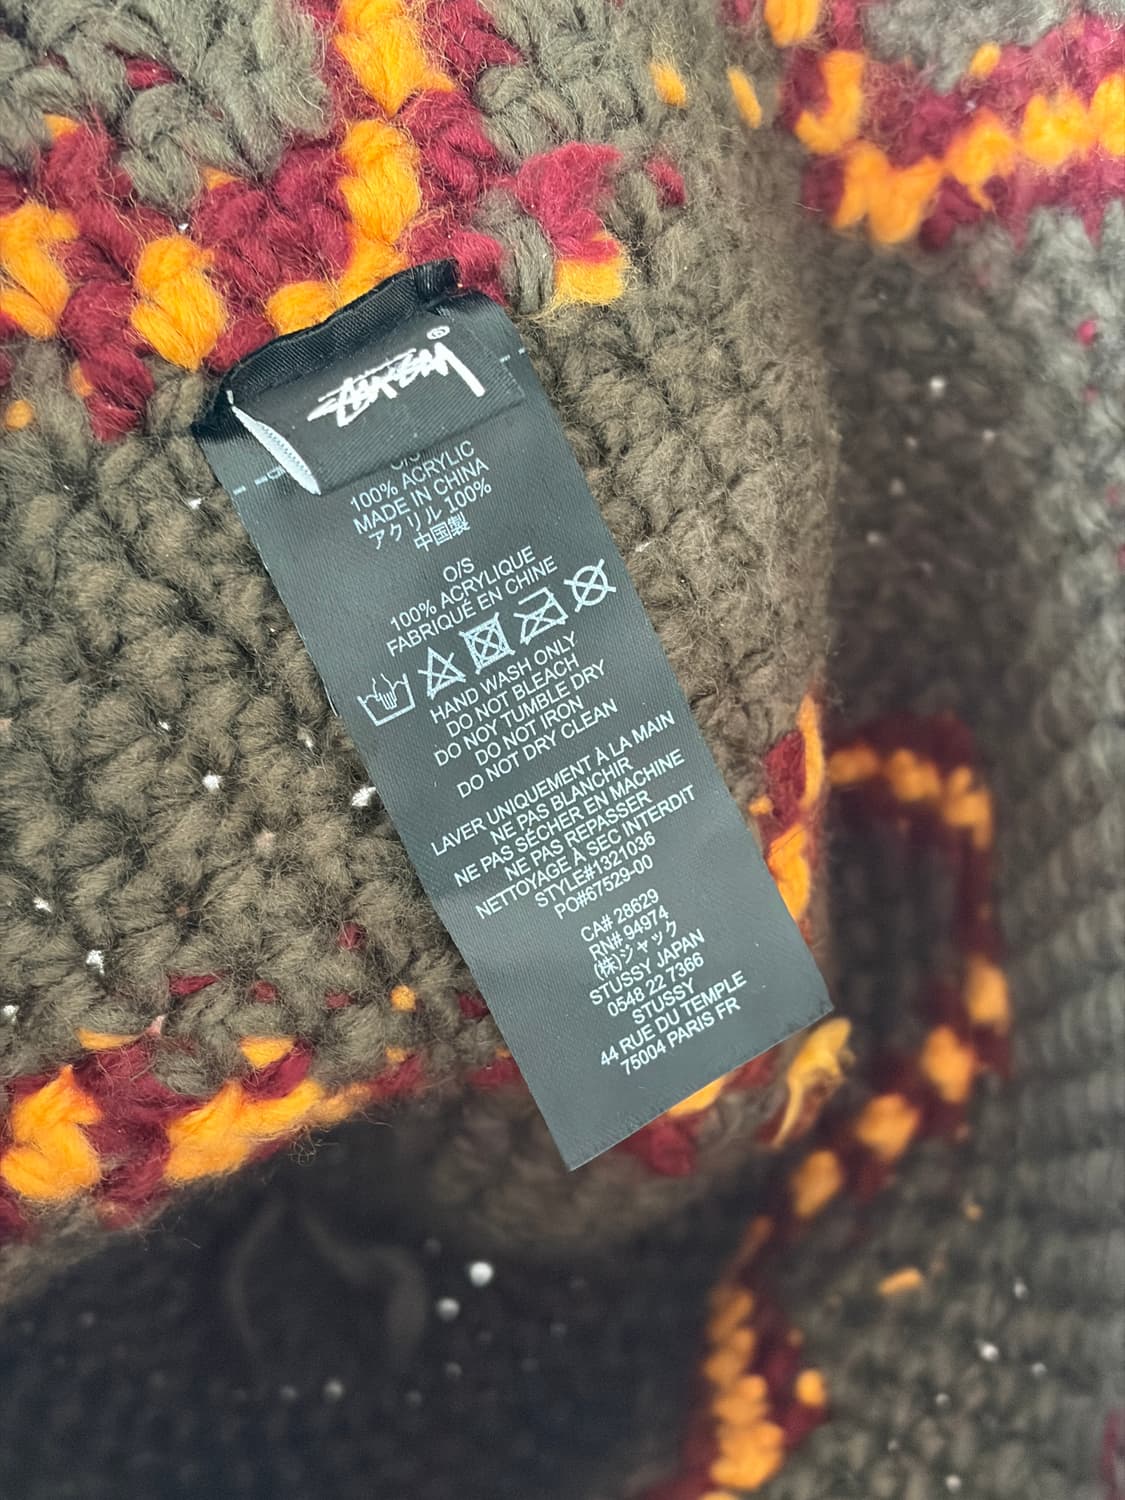 Stüssy®
100% ACRYLIC
MADE IN CHINA
アクリル 100%
中国製
O/S
100% ACRYLIQUE
FABRIQUÉ EN CHINE
HAND WASH ONLY
DO NOT BLEACH
DO NOY TUMBLE DRY
DO NOT IRON
DO NOT DRY CLEAN
LAVER UNIQUEMENT À LA MAIN
NE PAS BLANCHIR
NE PAS SÉCHER EN MACHINE
NE PAS REPASSER
NETTOYAGE À SEC INTERDIT
STYLE#1321036
PO#67529-00
CA# 28629
RN# 94974
(株)ジャック
STUSSY JAPAN
0548 22 7366
STUSSY
44 RUE DU TEMPLE
75004 PARIS FR